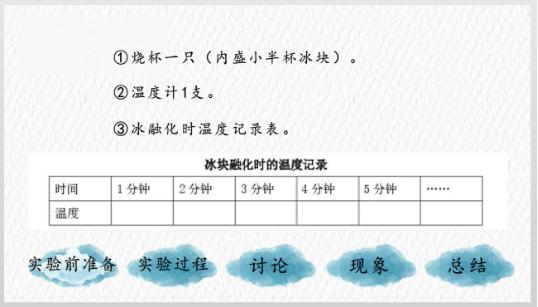 ①烧杯一只（内盛小半杯冰块）。
②温度计1支。
③冰融化时温度记录表。
冰块融化时的温度记录
时间 1分钟 2分钟 3分钟 4分钟 5分钟 ……
温度
实验前准备 实验过程 讨论 现象 总结